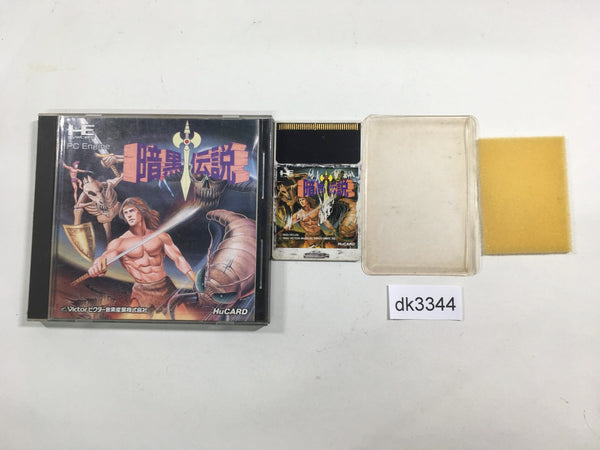 PC Engine
暗黒伝説
Victor ビクター音楽産業株式会社
HuCARD
暗黒伝説
HuCARD
dk3344